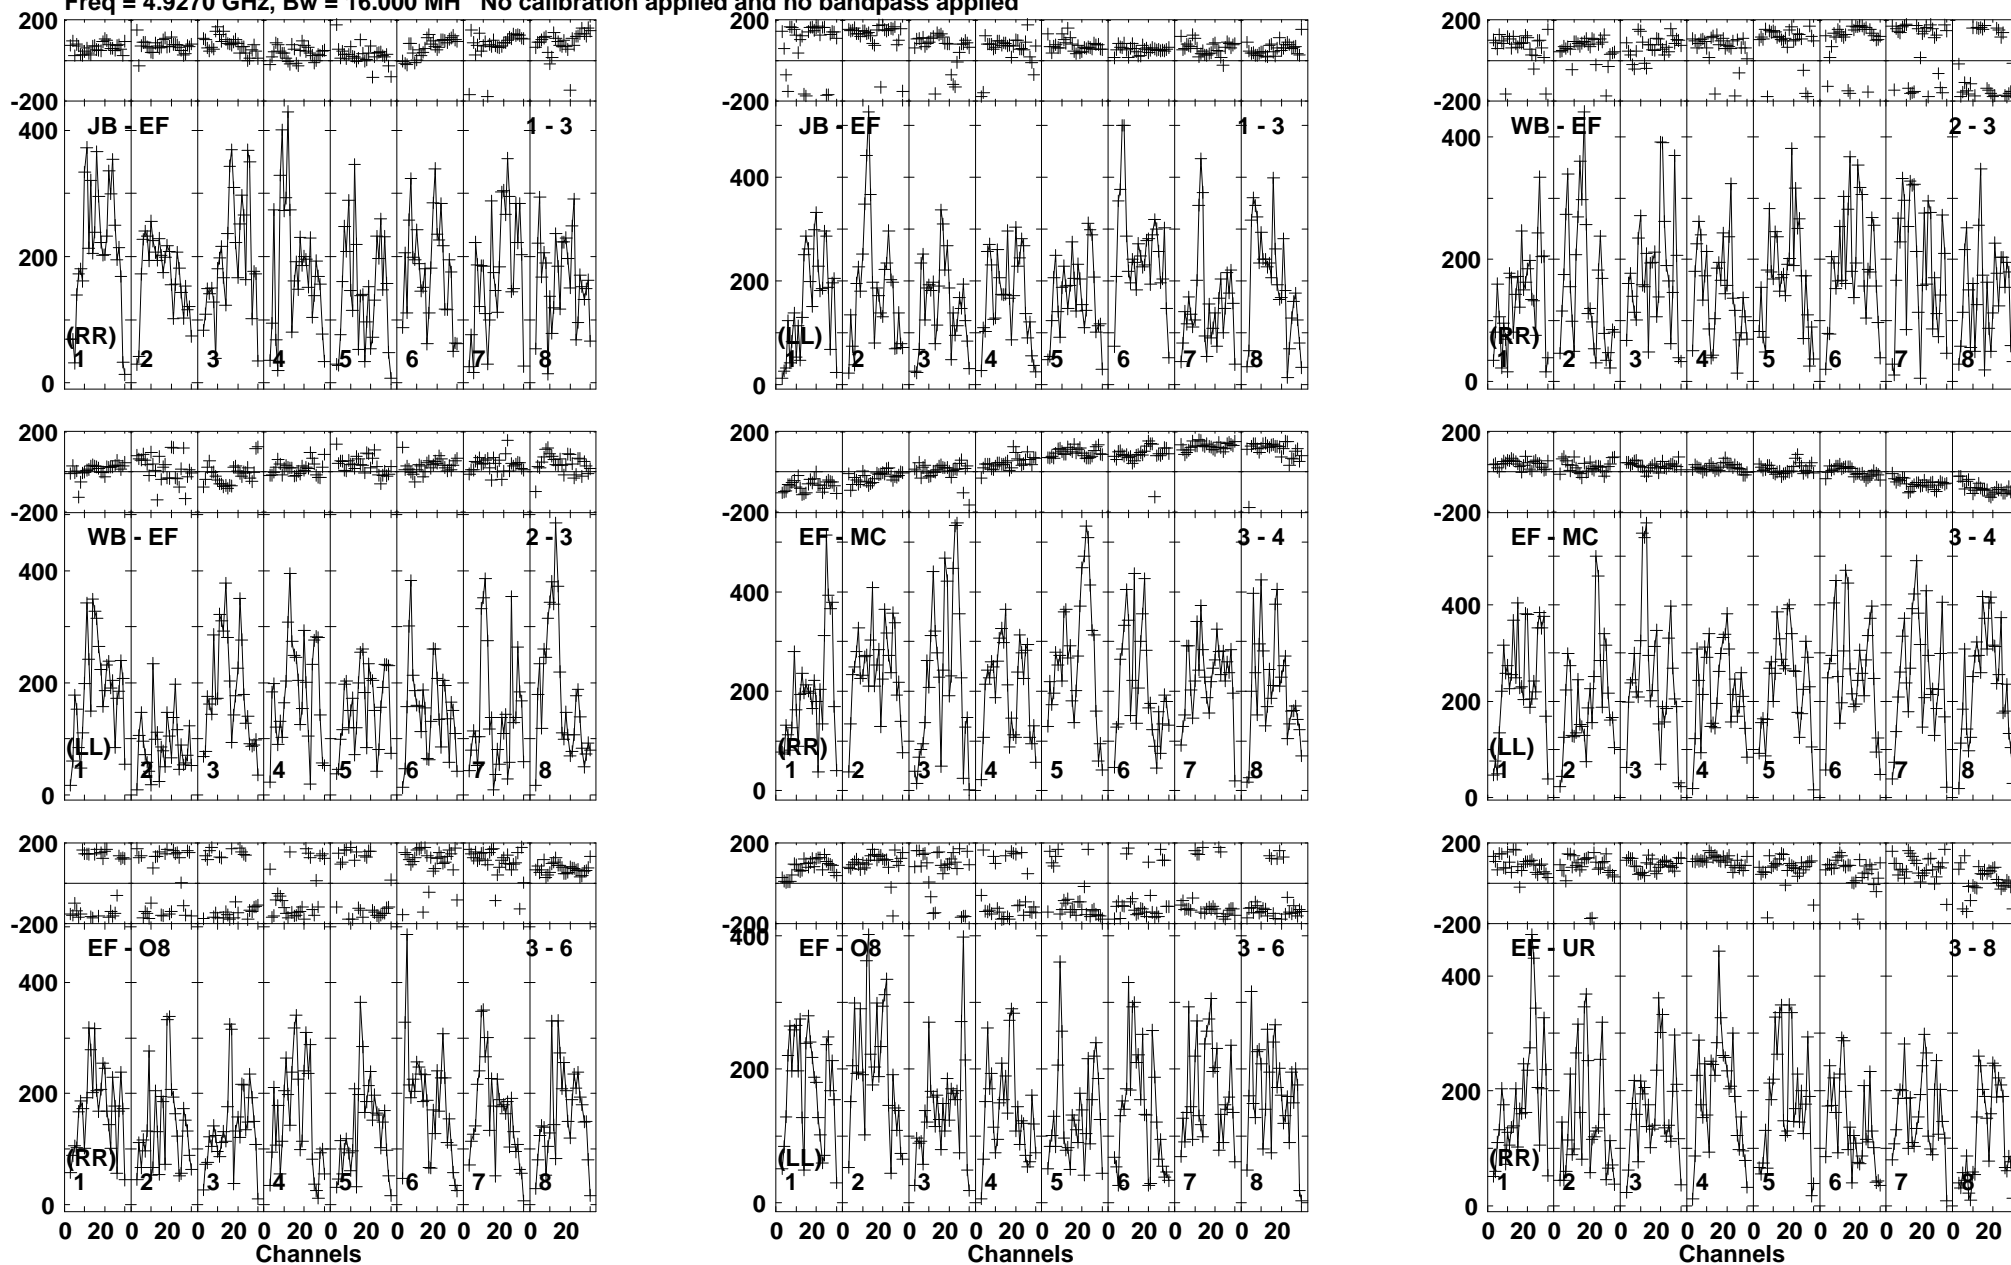 Freq = 4.9270 GHz, Bw = 16.000 MH No calibration applied and no bandpass applied
200 200 200
-200 -200 -200
JB - EF 1 - 3 JB - EF 1 - 3 WB - EF 2 - 3
400 400 400
200 200 200
(RR) (LL) (RR)
1 2 3 4 5 6 7 8 1 2 3 4 5 6 7 8 1 2 3 4 5 6 7 8
0 0 0
200 200 200
-200 -200 -200
WB - EF 2 - 3 EF - MC 3 - 4 EF - MC 3 - 4
400 400 400
200 200 200
(LL) (RR) (LL)
1 2 3 4 5 6 7 8 1 2 3 4 5 6 7 8 1 2 3 4 5 6 7 8
0 0 0
200 200 200
-200 -200 -200
EF - O8 3 - 6 EF - O8 3 - 6 EF - UR 3 - 8
400 400 400
200 200 200
(RR) (LL) (RR)
1 2 3 4 5 6 7 8 1 2 3 4 5 6 7 8 1 2 3 4 5 6 7 8
0 0 0
0 20 0 20 0 20 0 20 0 20 0 20 0 20 0 20 0 20 0 20 0 20 0 20 0 20 0 20 0 20 0 20 0 20 0 20 0 20 0 20 0 20 0 20 0 20 0 20
Channels Channels Channels